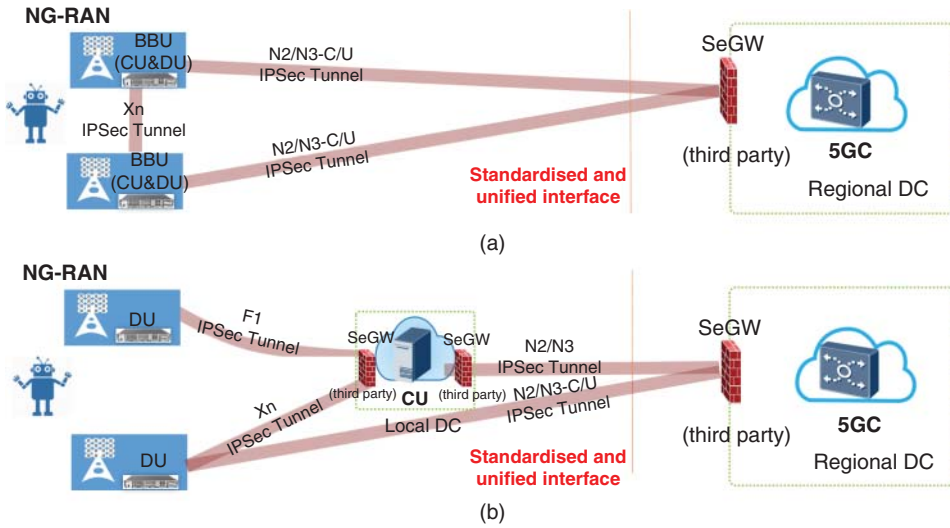 NG-RAN
BBU
(CU&DU)
N2/N3-C/U
IPSec Tunnel
SeGW
Xn
IPSec Tunnel
BBU
(CU&DU)
N2/N3-C/U
IPSec Tunnel
Standardised and
unified interface
(third party)
5GC
Regional DC
(a)
NG-RAN
DU
F1
IPSec Tunnel
SeGW
SeGW
N2/N3
IPSec Tunnel
SeGW
Xn
IPSec Tunnel
(third party)
CU
(third party)
Local DC
N2/N3-C/U
IPSec Tunnel
DU
Standardised and
unified interface
(third party)
5GC
Regional DC
(b)